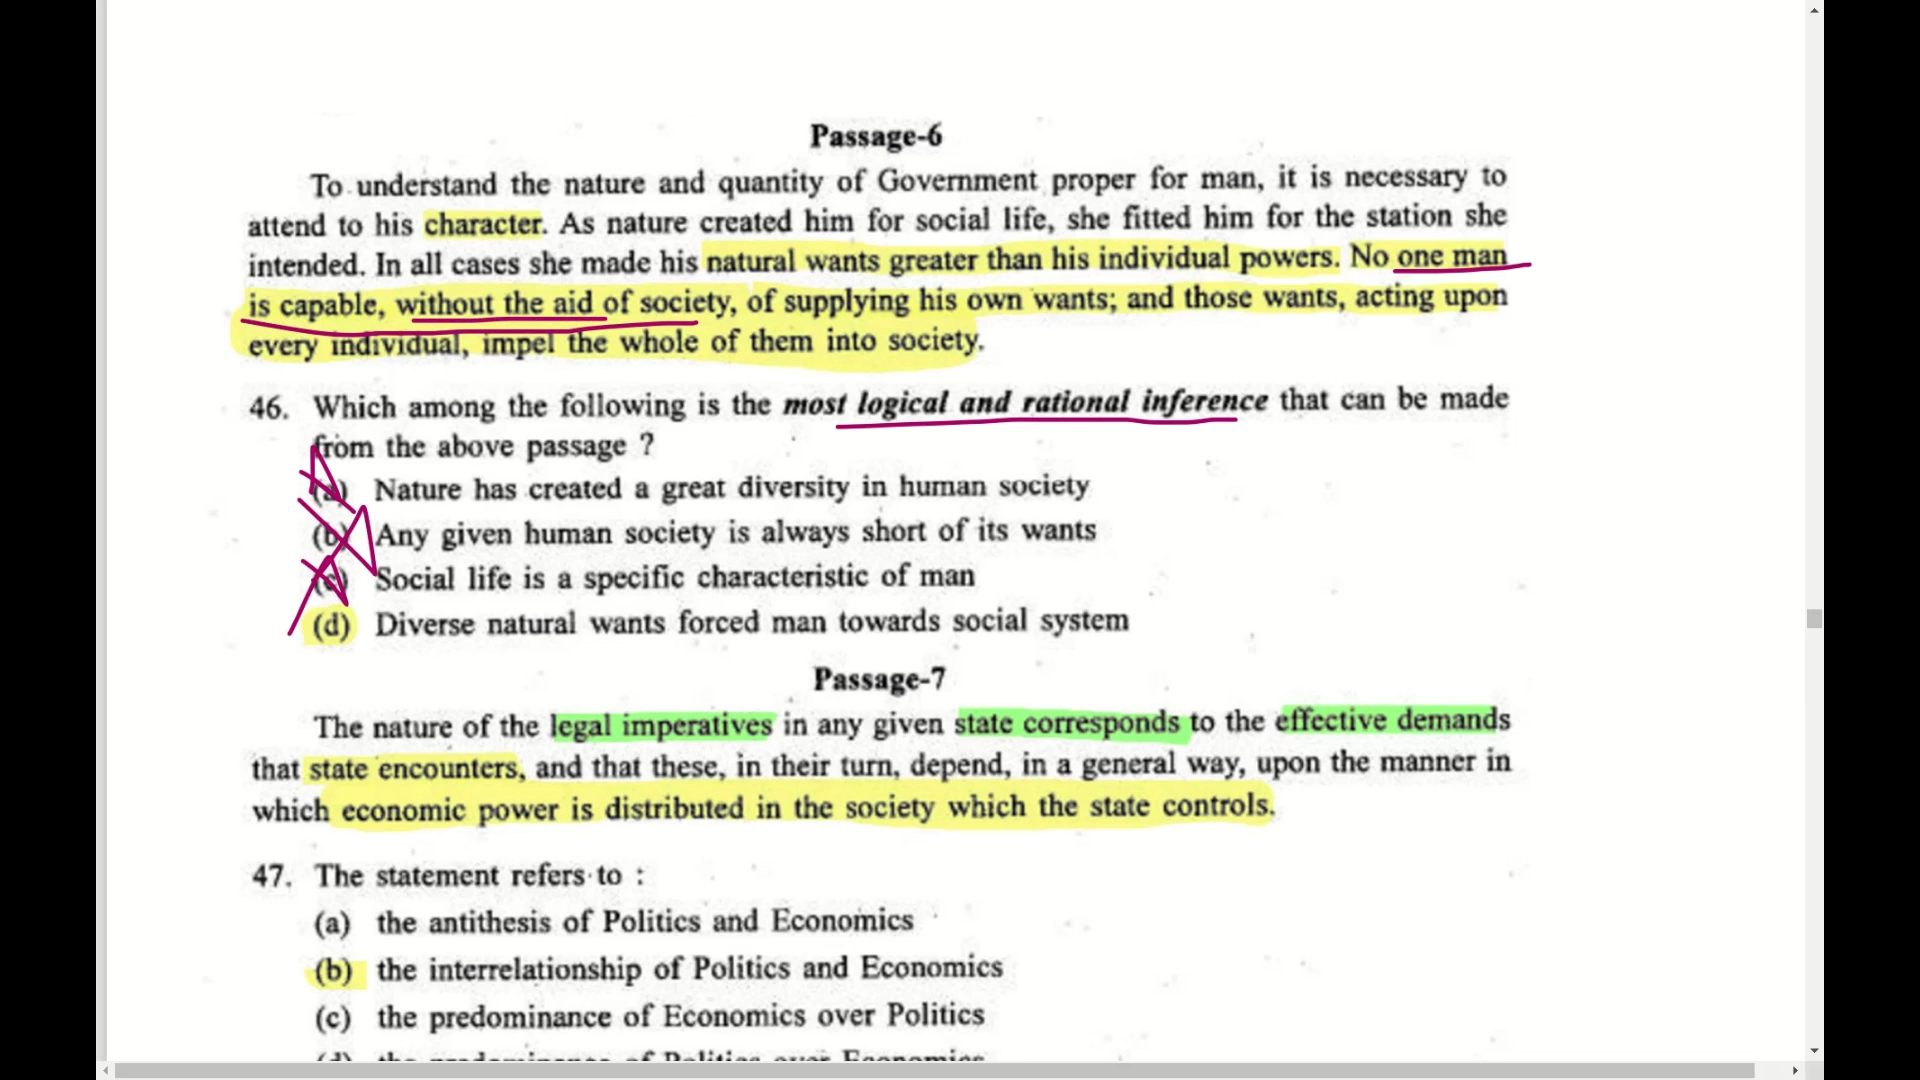 Passage-6
To understand the nature and quantity of Government proper for man, it is necessary to
attend to his character. As nature created him for social life, she fitted him for the station she
intended. In all cases she made his natural wants greater than his individual powers. No one man
is capable, without the aid of society, of supplying his own wants; and those wants, acting upon
every individual, impel the whole of them into society.
46. Which among the following is the most logical and rational inference that can be made
from the above passage ?
(a) Nature has created a great diversity in human society
(b) Any given human society is always short of its wants
(c) Social life is a specific characteristic of man
(d) Diverse natural wants forced man towards social system
Passage-7
The nature of the legal imperatives in any given state corresponds to the effective demands
that state encounters, and that these, in their turn, depend, in a general way, upon the manner in
which economic power is distributed in the society which the state controls.
47. The statement refers to :
(a) the antithesis of Politics and Economics
(b) the interrelationship of Politics and Economics
(c) the predominance of Economics over Politics
(d) the predominance of Politics over Economics